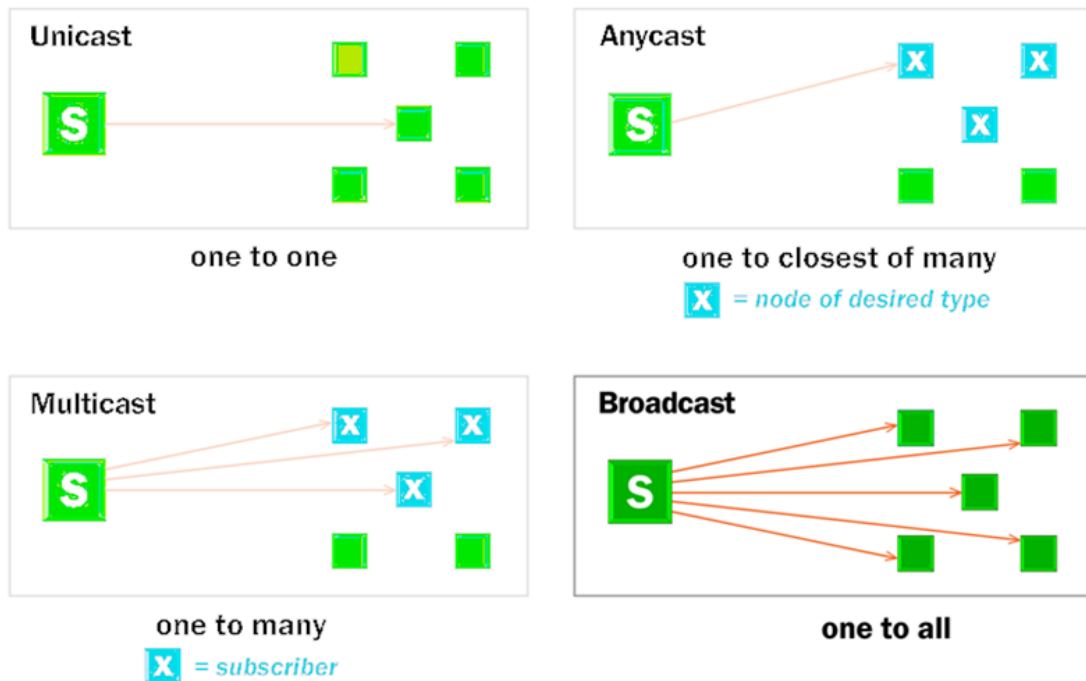 Unicast
S
one to one
Anycast
X X
S
X
one to closest of many
X = node of desired type
Multicast
X X
S
X
one to many
X = subscriber
Broadcast
S
one to all